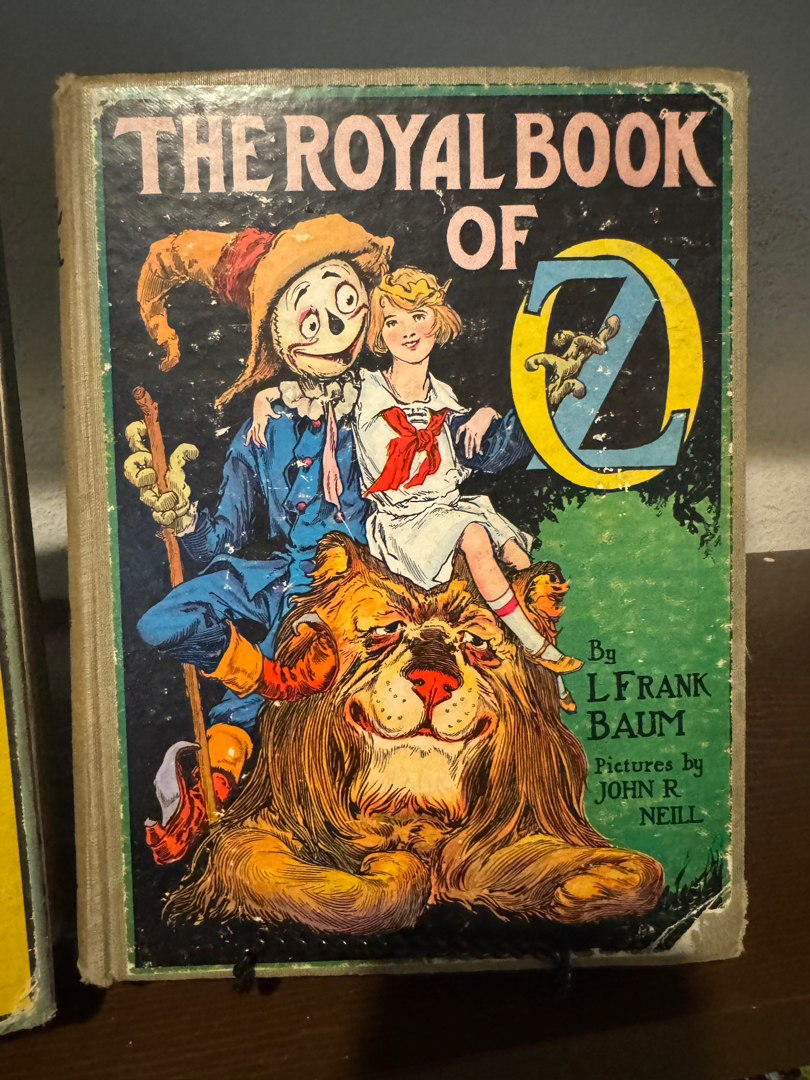 THE ROYAL BOOK
OF
OZ
By
L FRANK
BAUM
Pictures by
JOHN R
NEILL